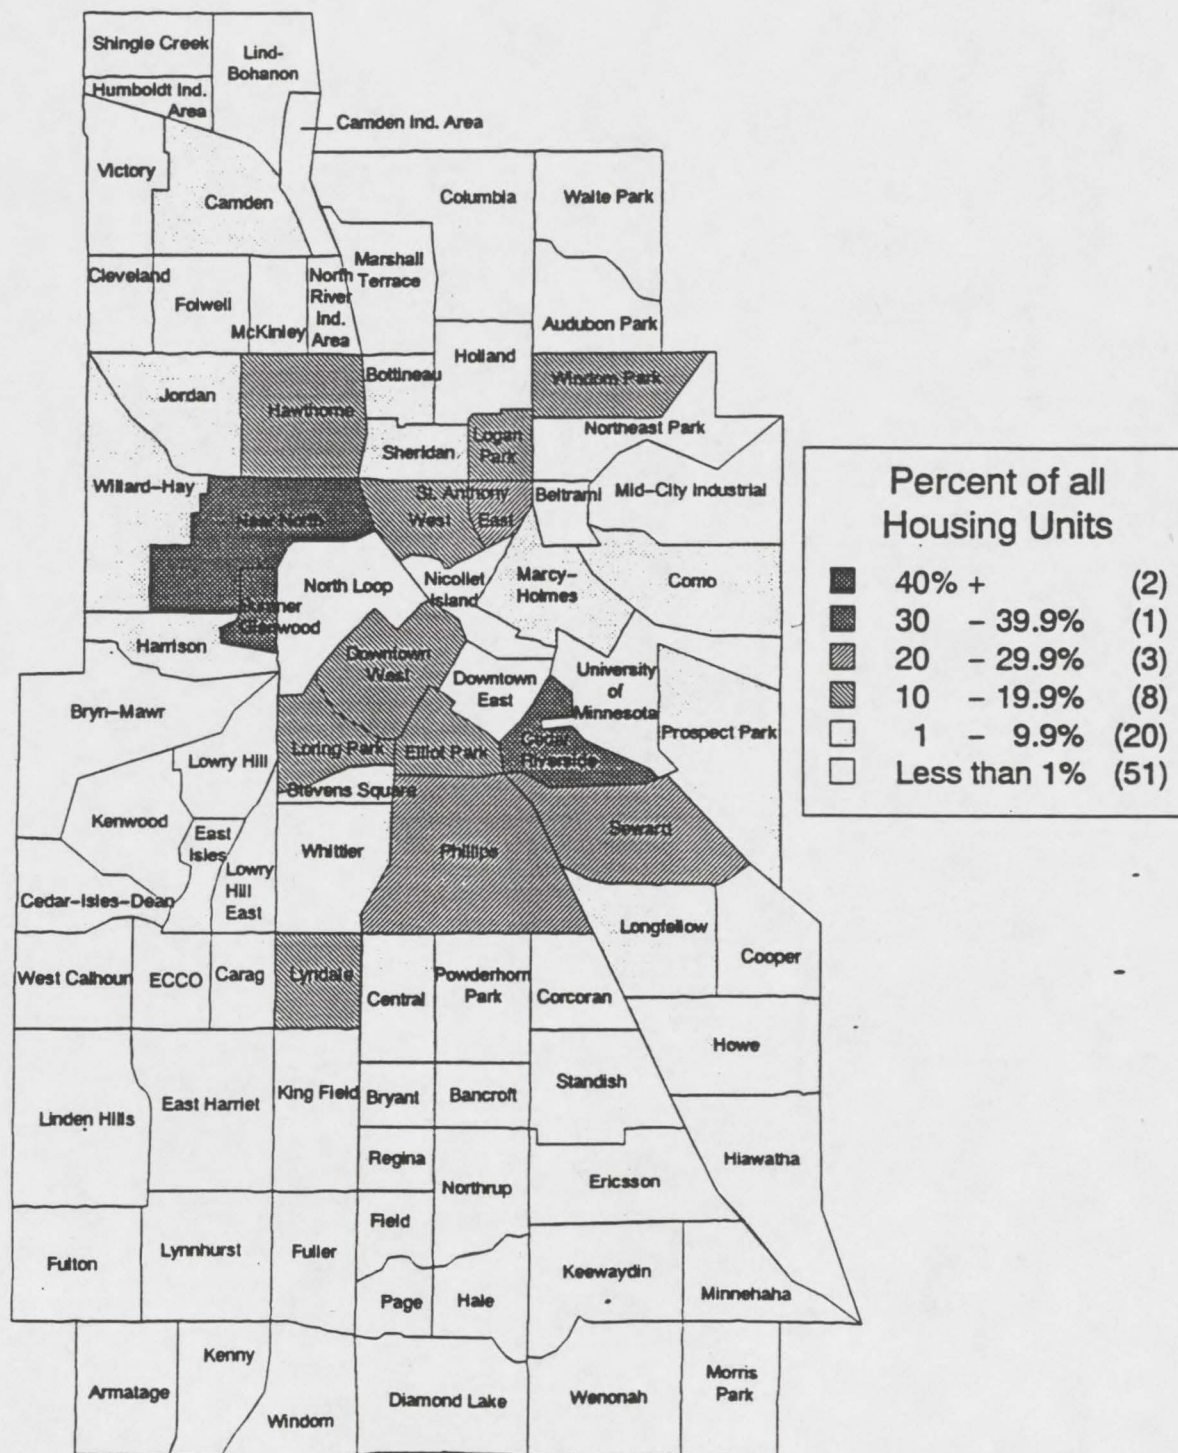 Shingle Creek
Lind-
Bohanon
Humboldt Ind.
Area
Camden Ind. Area
Victory
Camden
Columbia
Waite Park
Cleveland
Folwell
McKinley
North
River
Ind.
Area
Marshall
Terrace
Audubon Park
Holland
Bottineau
Windom Park
Jordan
Hawthorne
Sheridan
Logan
Park
Northeast Park
Willard-Hay
Near North
St. Anthony
West
East
Beltrami
Mid-City Industrial
North Loop
Nicollet
Island
Marcy-
Holmes
Como
Sumner
Glenwood
Harrison
Downtown
West
Downtown
East
University
of
Minnesota
Prospect Park
Bryn-Mawr
Lowry Hill
Loring Park
Elliot Park
Cedar
Riverside
Stevens Square
Kenwood
East
Isles
Lowry
Hill
East
Whittier
Phillips
Seward
Cedar-Isles-Dean
Longfellow
Cooper
West Calhoun
ECCO
Carag
Lyndale
Central
Powderhorn
Park
Corcoran
Howe
Linden Hills
East Harriet
King Field
Bryant
Bancroft
Standish
Hiawatha
Regina
Northrup
Ericsson
Field
Fulton
Lynnhurst
Fuller
Page
Hale
Keewaydin
Minnehaha
Armatage
Kenny
Windom
Diamond Lake
Wenonah
Morris
Park
Percent of all
Housing Units
40% + (2)
30 - 39.9% (1)
20 - 29.9% (3)
10 - 19.9% (8)
1 - 9.9% (20)
Less than 1% (51)